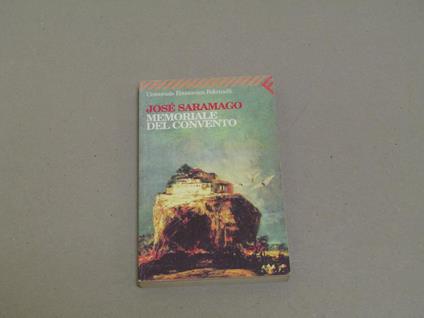 Universale Economica Feltrinelli
JOSÉ SARAMAGO
MEMORIALE
DEL CONVENTO